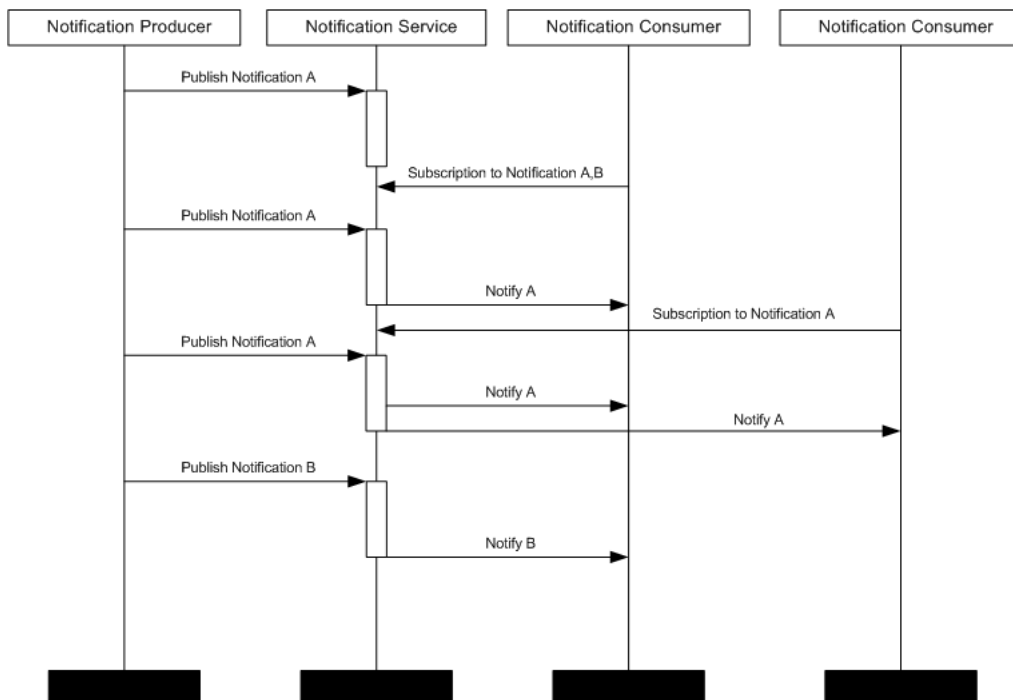 Notification Producer
Notification Service
Notification Consumer
Notification Consumer
Publish Notification A
Subscription to Notification A,B
Publish Notification A
Notify A
Subscription to Notification A
Publish Notification A
Notify A
Notify A
Publish Notification B
Notify B